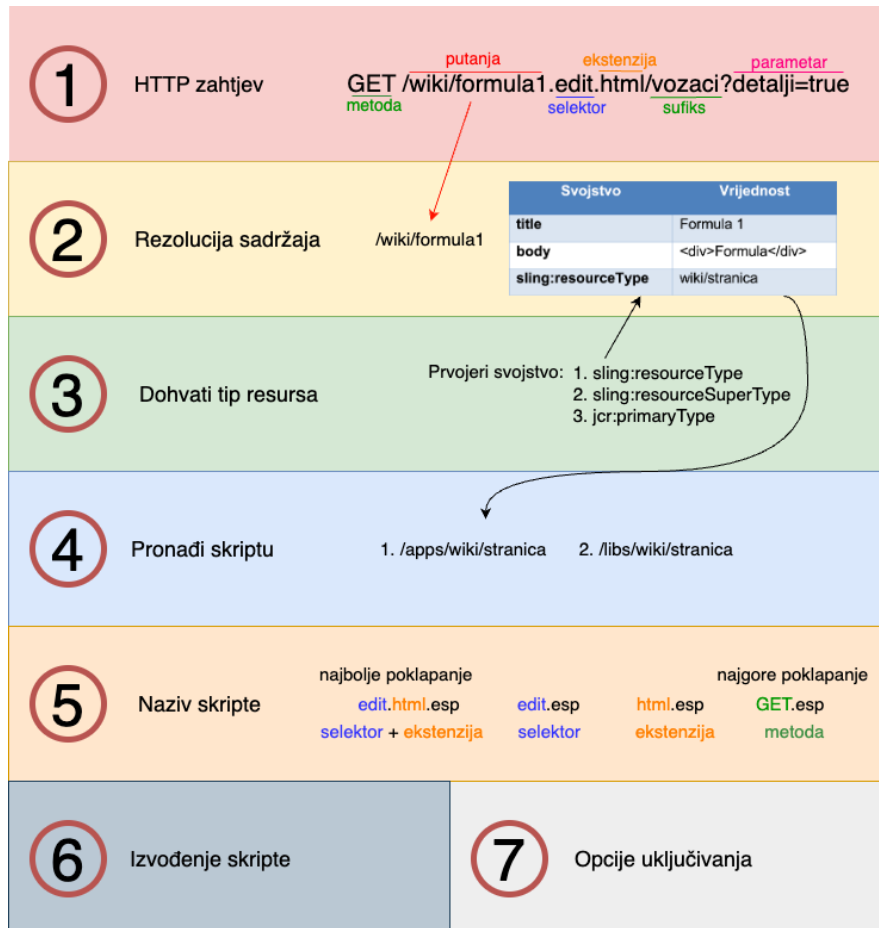 1
HTTP zahtjev
putanja
ekstenzija
parametar
GET /wiki/formula1.edit.html/vozaci?detalji=true
metoda
selektor
sufiks
2
Rezolucija sadržaja
/wiki/formula1
Svojstvo Vrijednost
title Formula 1
body <div>Formula</div>
sling:resourceType wiki/stranica
3
Dohvati tip resursa
Prvojeri svojstvo: 1. sling:resourceType
2. sling:resourceSuperType
3. jcr:primaryType
4
Pronađi skriptu
1. /apps/wiki/stranica 2. /libs/wiki/stranica
5
Naziv skripte
najbolje poklapanje najgore poklapanje
edit.html.esp edit.esp html.esp GET.esp
selektor + ekstenzija selektor ekstenzija metoda
6
Izvođenje skripte
7
Opcije uključivanja